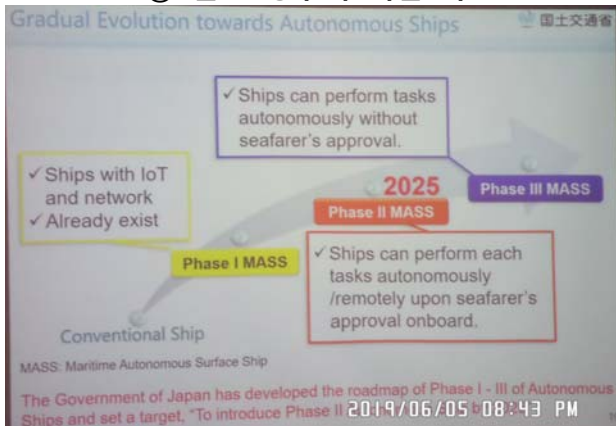 Gradual Evolution towards Autonomous Ships
国土交通省
✓ Ships can perform tasks
autonomously without
seafarer's approval.
✓ Ships with IoT
and network
✓ Already exist
2025
Phase III MASS
Phase II MASS
Phase I MASS
✓ Ships can perform each
tasks autonomously
/remotely upon seafarer's
approval onboard.
Conventional Ship
MASS: Maritime Autonomous Surface Ship
The Government of Japan has developed the roadmap of Phase I - III of Autonomous
Ships and set a target, "To introduce Phase II
2019/06/05 08:43 PM